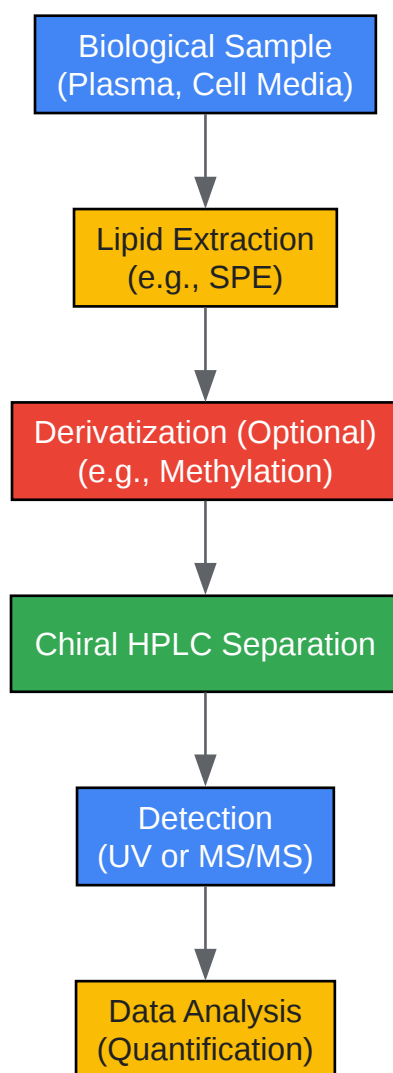 Biological Sample
(Plasma, Cell Media)
Lipid Extraction
(e.g., SPE)
Derivatization (Optional)
(e.g., Methylation)
Chiral HPLC Separation
Detection
(UV or MS/MS)
Data Analysis
(Quantification)